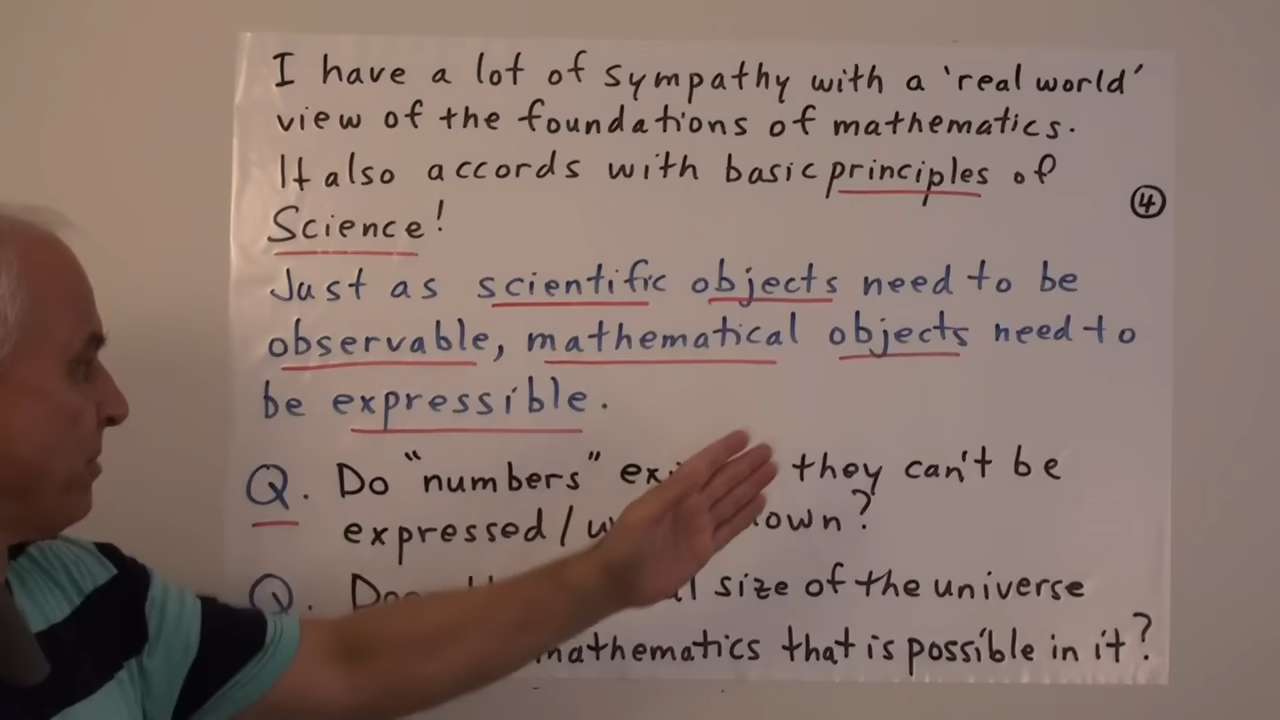 I have a lot of sympathy with a 'real world'
view of the foundations of mathematics.
It also accords with basic principles of
Science!
④
Just as scientific objects need to be
observable, mathematical objects need to
be expressible.
Q. Do "numbers" they can't be
expressed /
Q. size of the universe
mathematics that is possible in it?